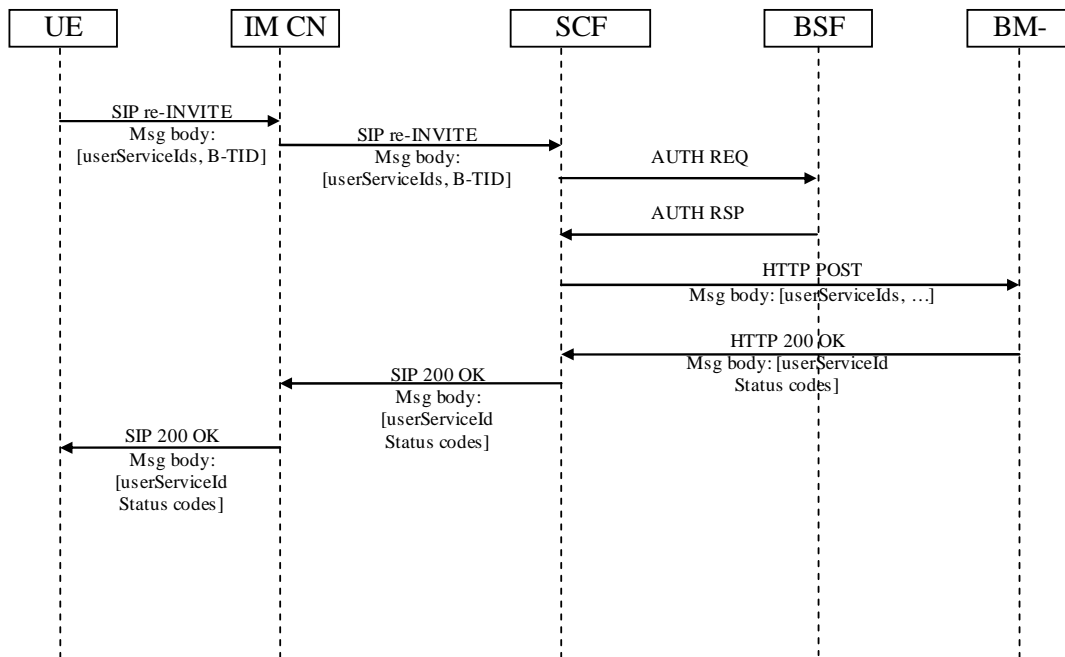 UE
IM CN
SCF
BSF
BM-
SIP re-INVITE
Msg body:
[userServiceIds, B-TID]
SIP re-INVITE
Msg body:
[userServiceIds, B-TID]
AUTH REQ
AUTH RSP
HTTP POST
Msg body: [userServiceIds, …]
HTTP 200 OK
Msg body: [userServiceId
Status codes]
SIP 200 OK
Msg body:
[userServiceId
Status codes]
SIP 200 OK
Msg body:
[userServiceId
Status codes]